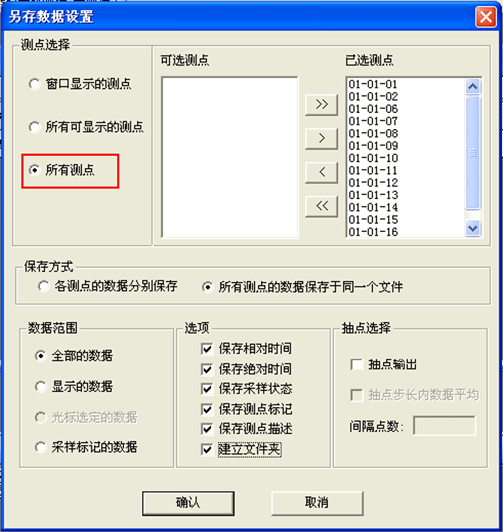 另存数据设置
测点选择
窗口显示的测点
所有可显示的测点
所有测点
可选测点
>>
>
<
<<
已选测点
01-01-01
01-01-02
01-01-06
01-01-07
01-01-08
01-01-09
01-01-10
01-01-11
01-01-12
01-01-13
01-01-14
01-01-15
01-01-16
保存方式
各测点的数据分别保存
所有测点的数据保存于同一个文件
数据范围
全部的数据
显示的数据
光标选定的数据
采样标记的数据
选项
保存相对时间
保存绝对时间
保存采样状态
保存测点标记
保存测点描述
建立文件夹
抽点选择
抽点输出
抽点步长内数据平均
间隔点数:
确认
取消